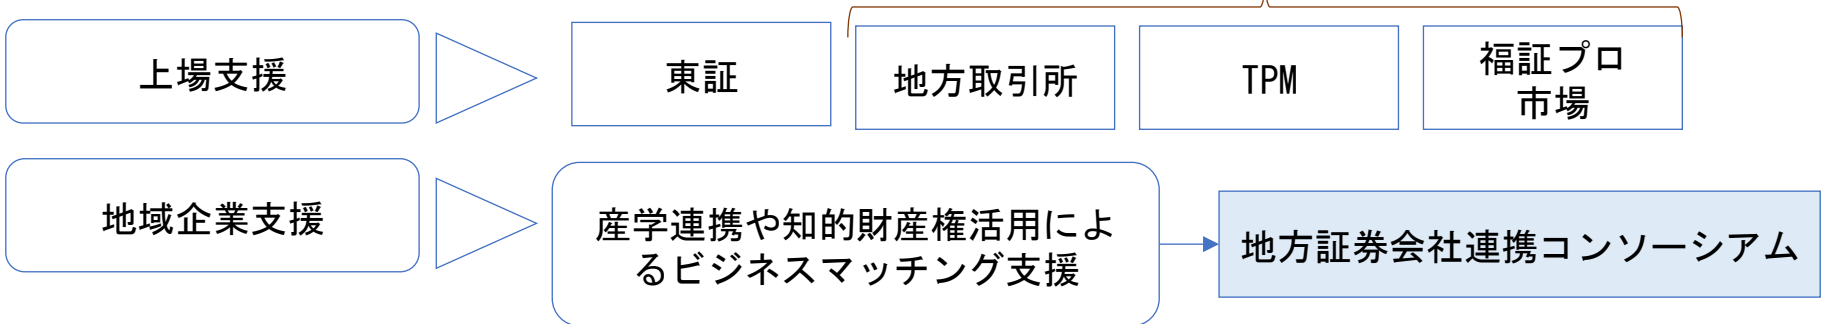 上場支援
東証
地方取引所
TPM
福証プロ
市場
地域企業支援
産学連携や知的財産権活用によ
るビジネスマッチング支援
地方証券会社連携コンソーシアム